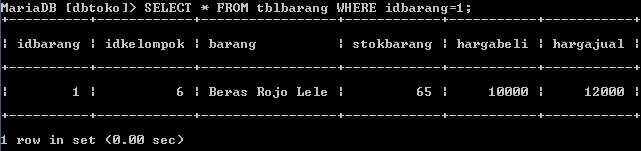 MariaDB [dbtoko]> SELECT * FROM tblbarang WHERE idbarang=1;
+----------+------------+-----------------+------------+-----------+-----------+
¦ idbarang ¦ idkelompok ¦ barang          ¦ stokbarang ¦ hargabeli ¦ hargajual ¦
+----------+------------+-----------------+------------+-----------+-----------+
¦        1 ¦          6 ¦ Beras Rojo Lele ¦         65 ¦     10000 ¦     12000 ¦
+----------+------------+-----------------+------------+-----------+-----------+
1 row in set (0.00 sec)